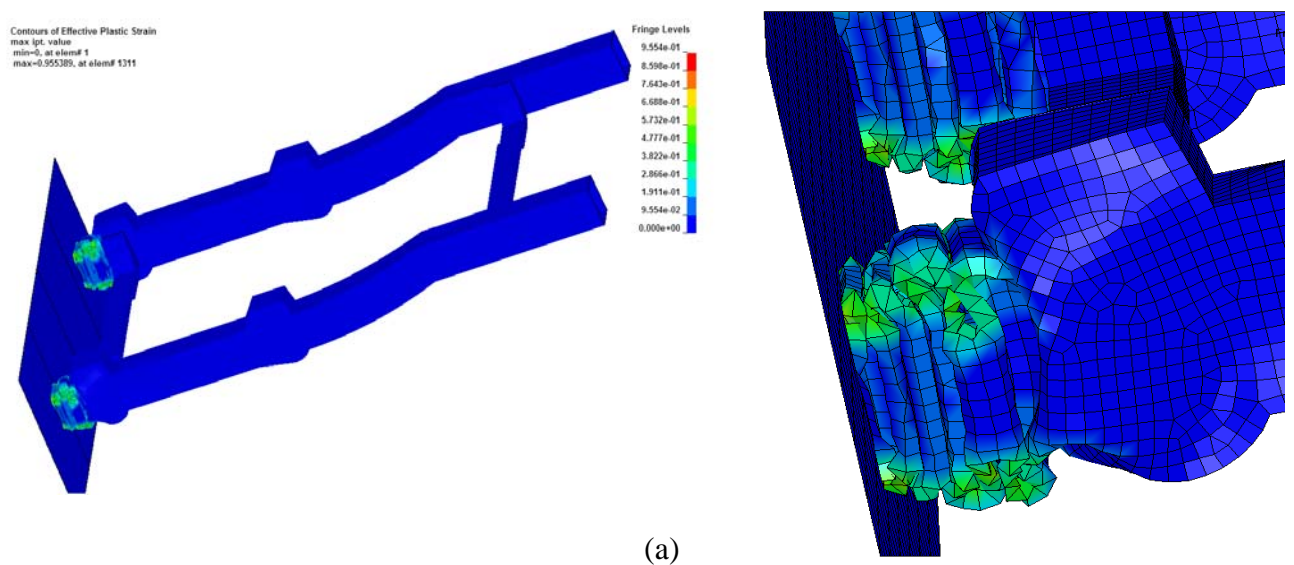 Contours of Effective Plastic Strain
max ipt. value
min=0, at elem# 1
max=0.955389, at elem# 1311
Fringe Levels
9.554e-01
8.598e-01
7.643e-01
6.688e-01
5.732e-01
4.777e-01
3.822e-01
2.866e-01
1.911e-01
9.554e-02
0.000e+00
(a)